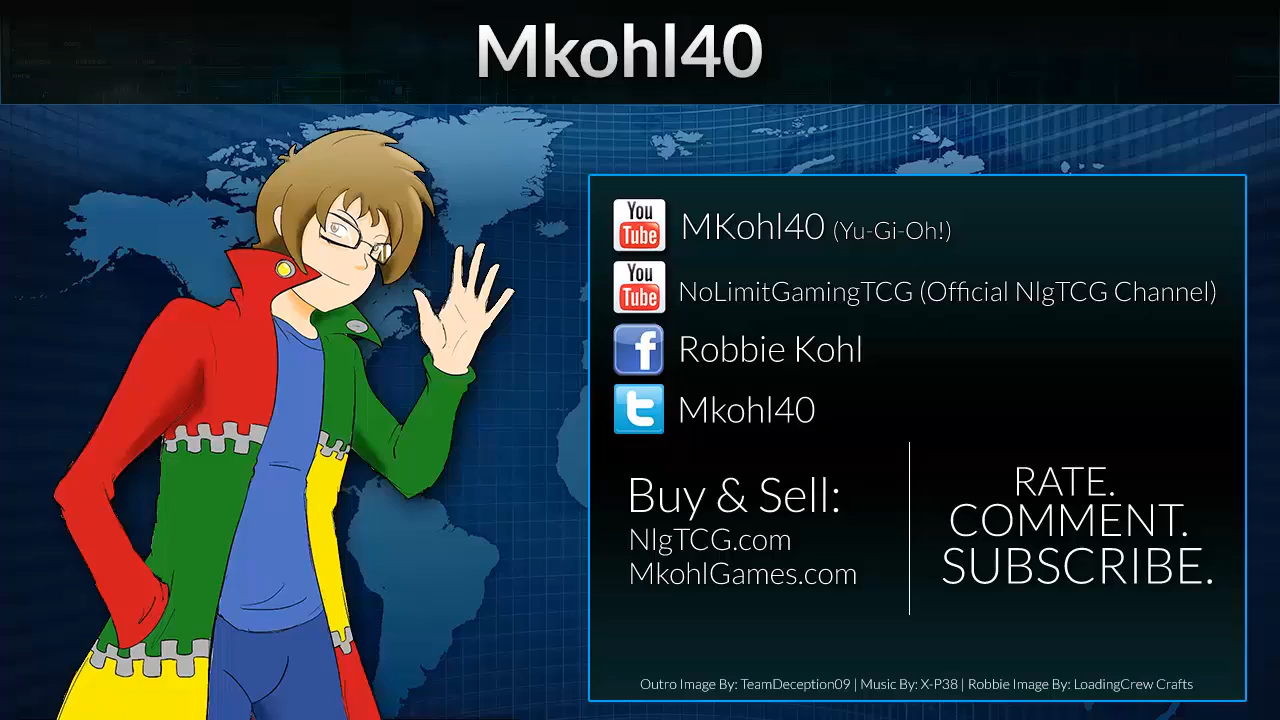 Mkohl40
You Tube MKohl40 (Yu-Gi-Oh!)
You Tube NoLimitGamingTCG (Official NlgTCG Channel)
f Robbie Kohl
t Mkohl40
Buy & Sell:
NlgTCG.com
MkohlGames.com
RATE.
COMMENT.
SUBSCRIBE.
Outro Image By: TeamDeception09 | Music By: X-P38 | Robbie Image By: LoadingCrew Crafts